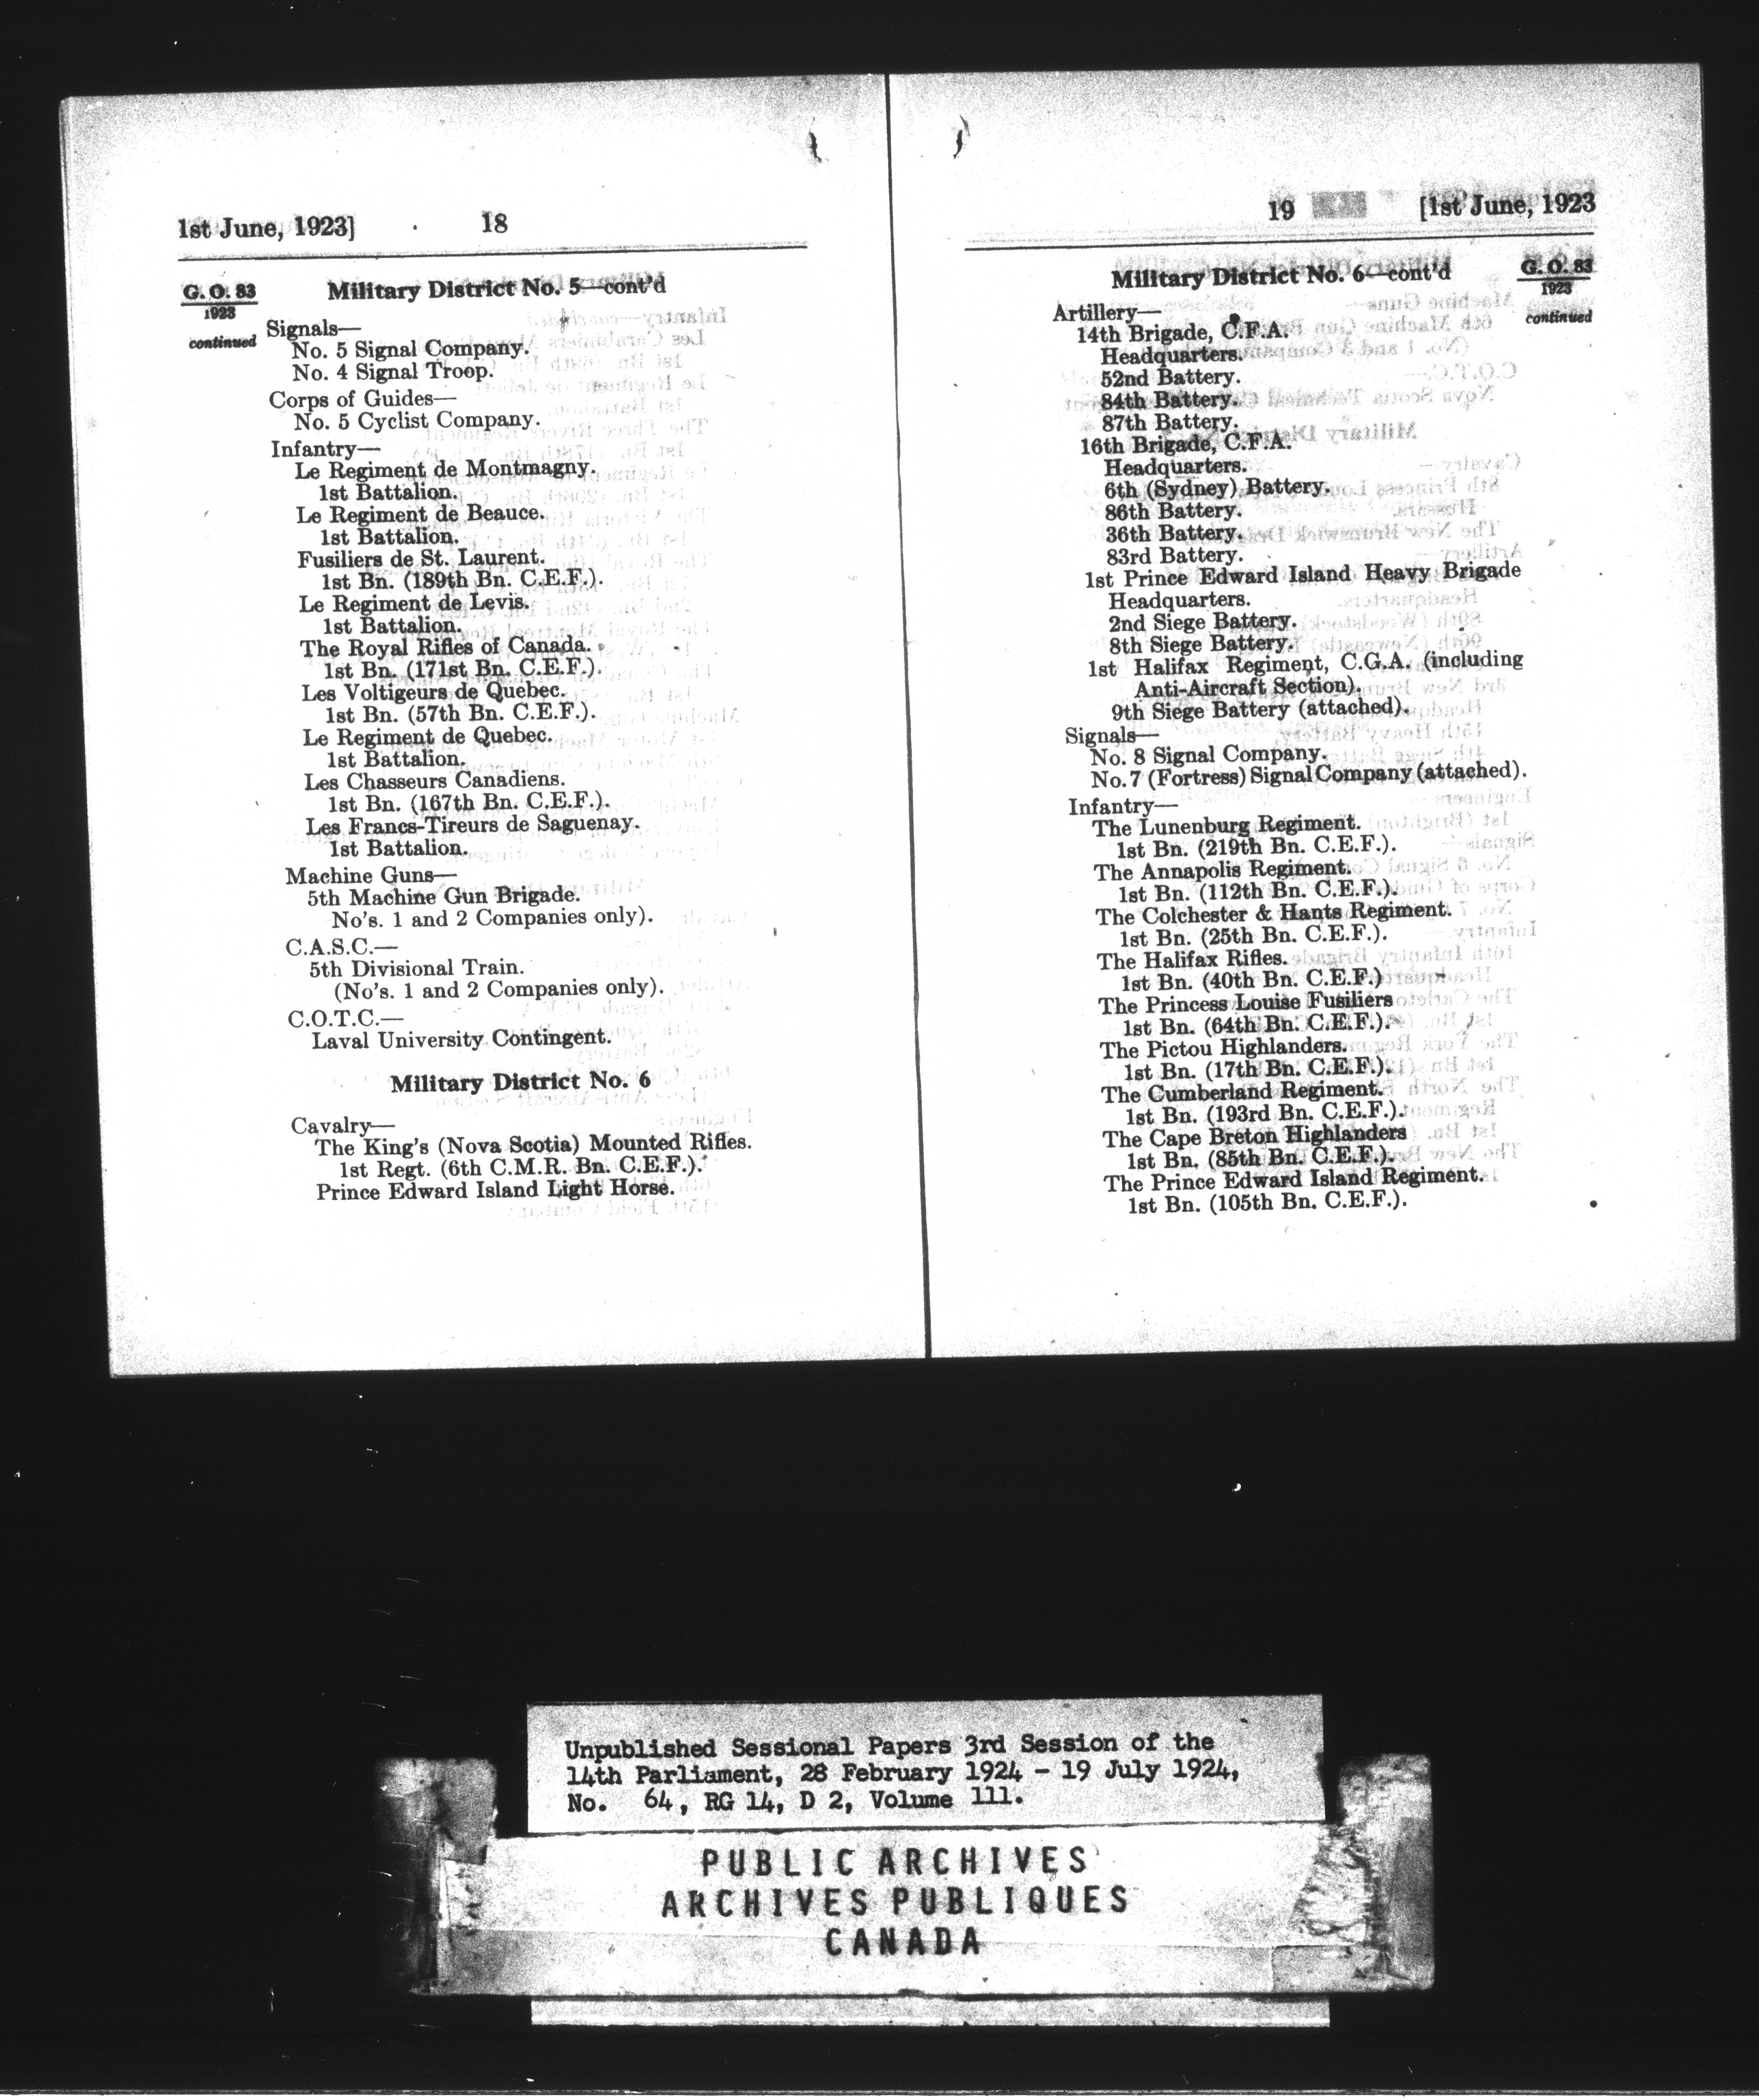 1st June, 1923] 18
G. O. 83
1923
continued
Military District No. 5—cont'd
Signals—
No. 5 Signal Company.
No. 4 Signal Troop.
Corps of Guides—
No. 5 Cyclist Company.
Infantry—
Le Regiment de Montmagny.
1st Battalion.
Le Regiment de Beauce.
1st Battalion.
Fusiliers de St. Laurent.
1st Bn. (189th Bn. C.E.F.).
Le Regiment de Levis.
1st Battalion.
The Royal Rifles of Canada.
1st Bn. (171st Bn. C.E.F.).
Les Voltigeurs de Quebec.
1st Bn. (57th Bn. C.E.F.).
Le Regiment de Quebec.
1st Battalion.
Les Chasseurs Canadiens.
1st Bn. (167th Bn. C.E.F.).
Les Francs-Tireurs de Saguenay.
1st Battalion.
Machine Guns—
5th Machine Gun Brigade.
No's. 1 and 2 Companies only).
C.A.S.C.—
5th Divisional Train.
(No's. 1 and 2 Companies only).
C.O.T.C.—
Laval University Contingent.
Military District No. 6
Cavalry—
The King's (Nova Scotia) Mounted Rifles.
1st Regt. (6th C.M.R. Bn. C.E.F.).
Prince Edward Island Light Horse.
19 [1st June, 1923
Military District No. 6—cont'd
G. O. 83
1923
continued
Artillery—
14th Brigade, C.F.A.
Headquarters.
52nd Battery.
84th Battery.
87th Battery.
16th Brigade, C.F.A.
Headquarters.
6th (Sydney) Battery.
86th Battery.
36th Battery.
83rd Battery.
1st Prince Edward Island Heavy Brigade
Headquarters.
2nd Siege Battery.
8th Siege Battery.
1st Halifax Regiment, C.G.A. (including
Anti-Aircraft Section).
9th Siege Battery (attached).
Signals—
No. 8 Signal Company.
No. 7 (Fortress) Signal Company (attached).
Infantry—
The Lunenburg Regiment.
1st Bn. (219th Bn. C.E.F.).
The Annapolis Regiment.
1st Bn. (112th Bn. C.E.F.).
The Colchester & Hants Regiment.
1st Bn. (25th Bn. C.E.F.).
The Halifax Rifles.
1st Bn. (40th Bn. C.E.F.)
The Princess Louise Fusiliers
1st Bn. (64th Bn. C.E.F.).
The Pictou Highlanders.
1st Bn. (17th Bn. C.E.F.).
The Cumberland Regiment.
1st Bn. (193rd Bn. C.E.F.).
The Cape Breton Highlanders
1st Bn. (85th Bn. C.E.F.).
The Prince Edward Island Regiment.
1st Bn. (105th Bn. C.E.F.).
Unpublished Sessional Papers 3rd Session of the
14th Parliament, 28 February 1924 - 19 July 1924,
No. 64, RG 14, D 2, Volume 111.
PUBLIC ARCHIVES
ARCHIVES PUBLIQUES
CANADA